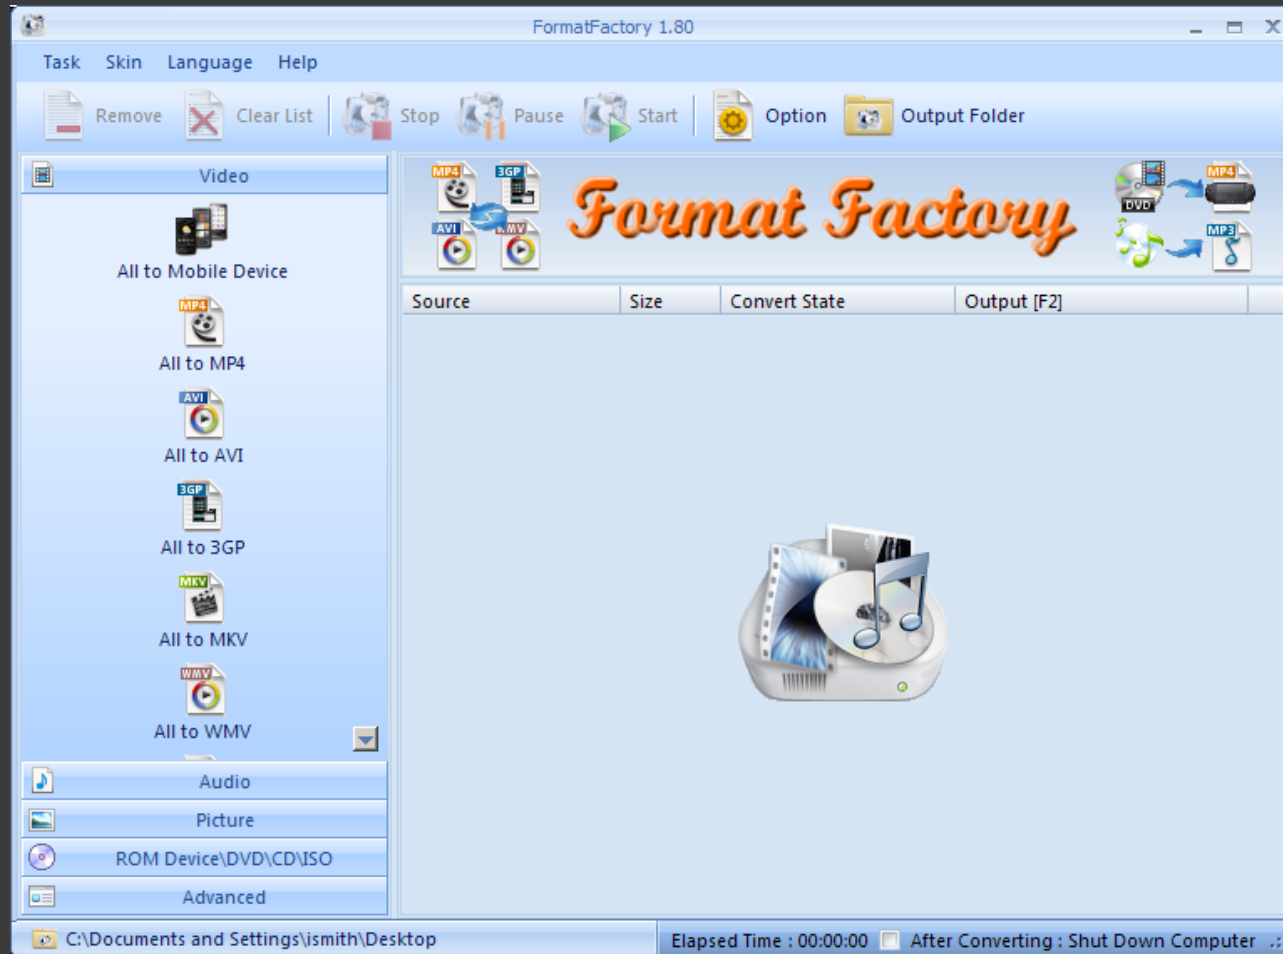 FormatFactory 1.80
Task Skin Language Help
Remove Clear List Stop Pause Start Option Output Folder
Video
All to Mobile Device
MP4
All to MP4
AVI
All to AVI
3GP
All to 3GP
MKV
All to MKV
WMV
All to WMV
Audio
Picture
ROM Device\DVD\CD\ISO
Advanced
MP4 3GP
AVI WMV
Format Factory
DVD MP4
MP3
Source Size Convert State Output [F2]
C:\Documents and Settings\ismith\Desktop
Elapsed Time : 00:00:00 After Converting : Shut Down Computer